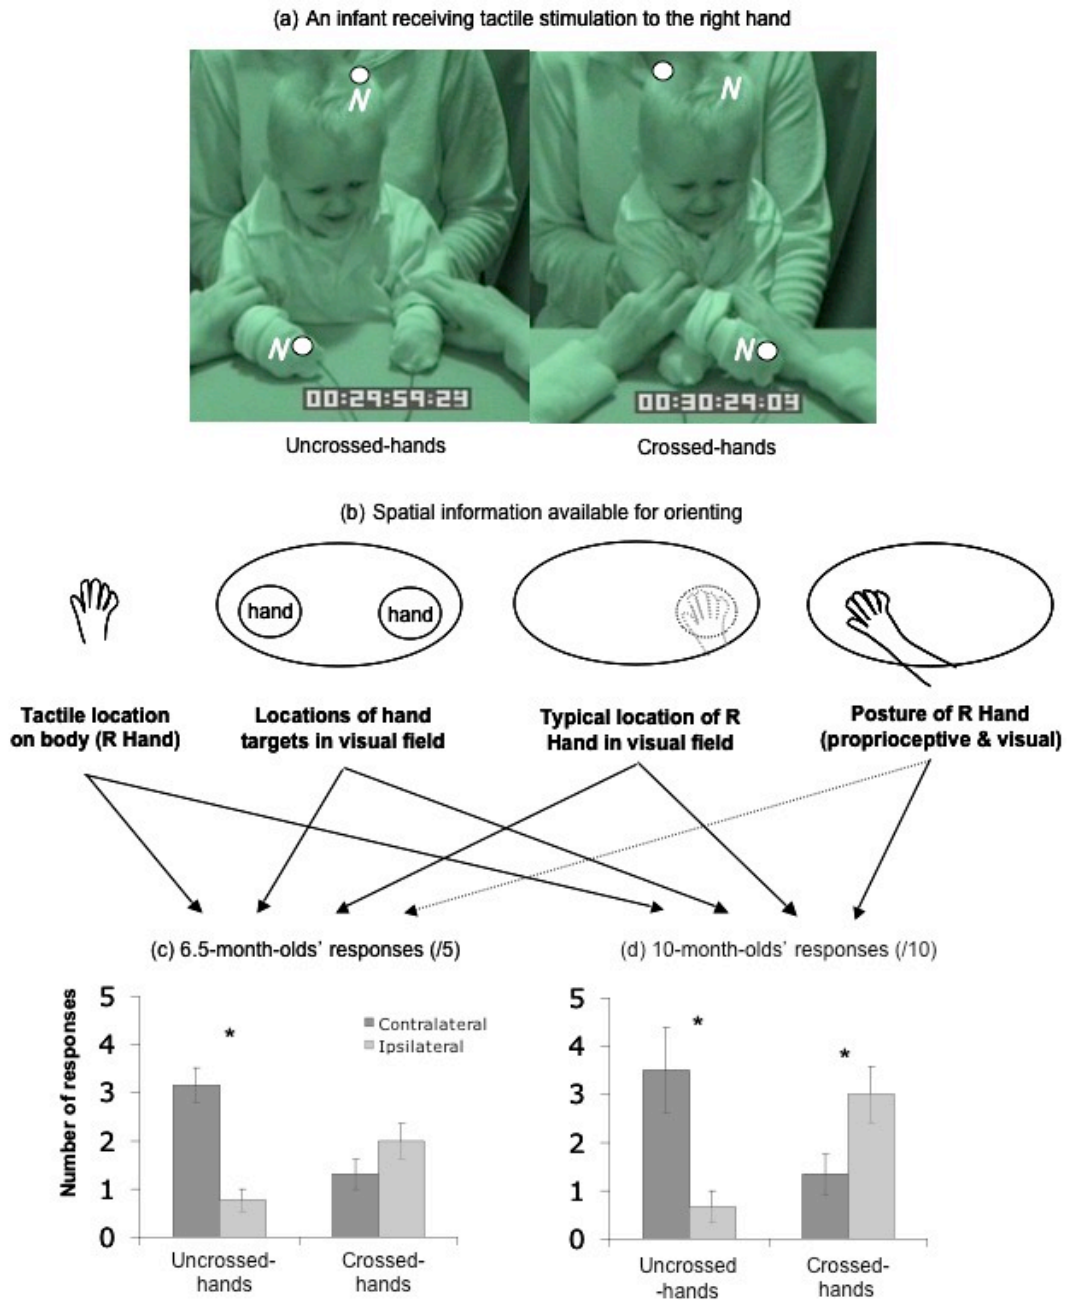 (a) An infant receiving tactile stimulation to the right hand
N
N
N
N
00:29:59:24
00:30:29:09
Uncrossed-hands
Crossed-hands
(b) Spatial information available for orienting
hand
hand
Tactile location
on body (R Hand)
Locations of hand
targets in visual field
Typical location of R
Hand in visual field
Posture of R Hand
(proprioceptive & visual)
(c) 6.5-month-olds’ responses (/5)
Number of responses
5
4
3
2
1
0
*
Contralateral
Ipsilateral
Uncrossed-
hands
Crossed-
hands
(d) 10-month-olds’ responses (/10)
5
4
3
2
1
0
*
*
Uncrossed
-hands
Crossed-
hands